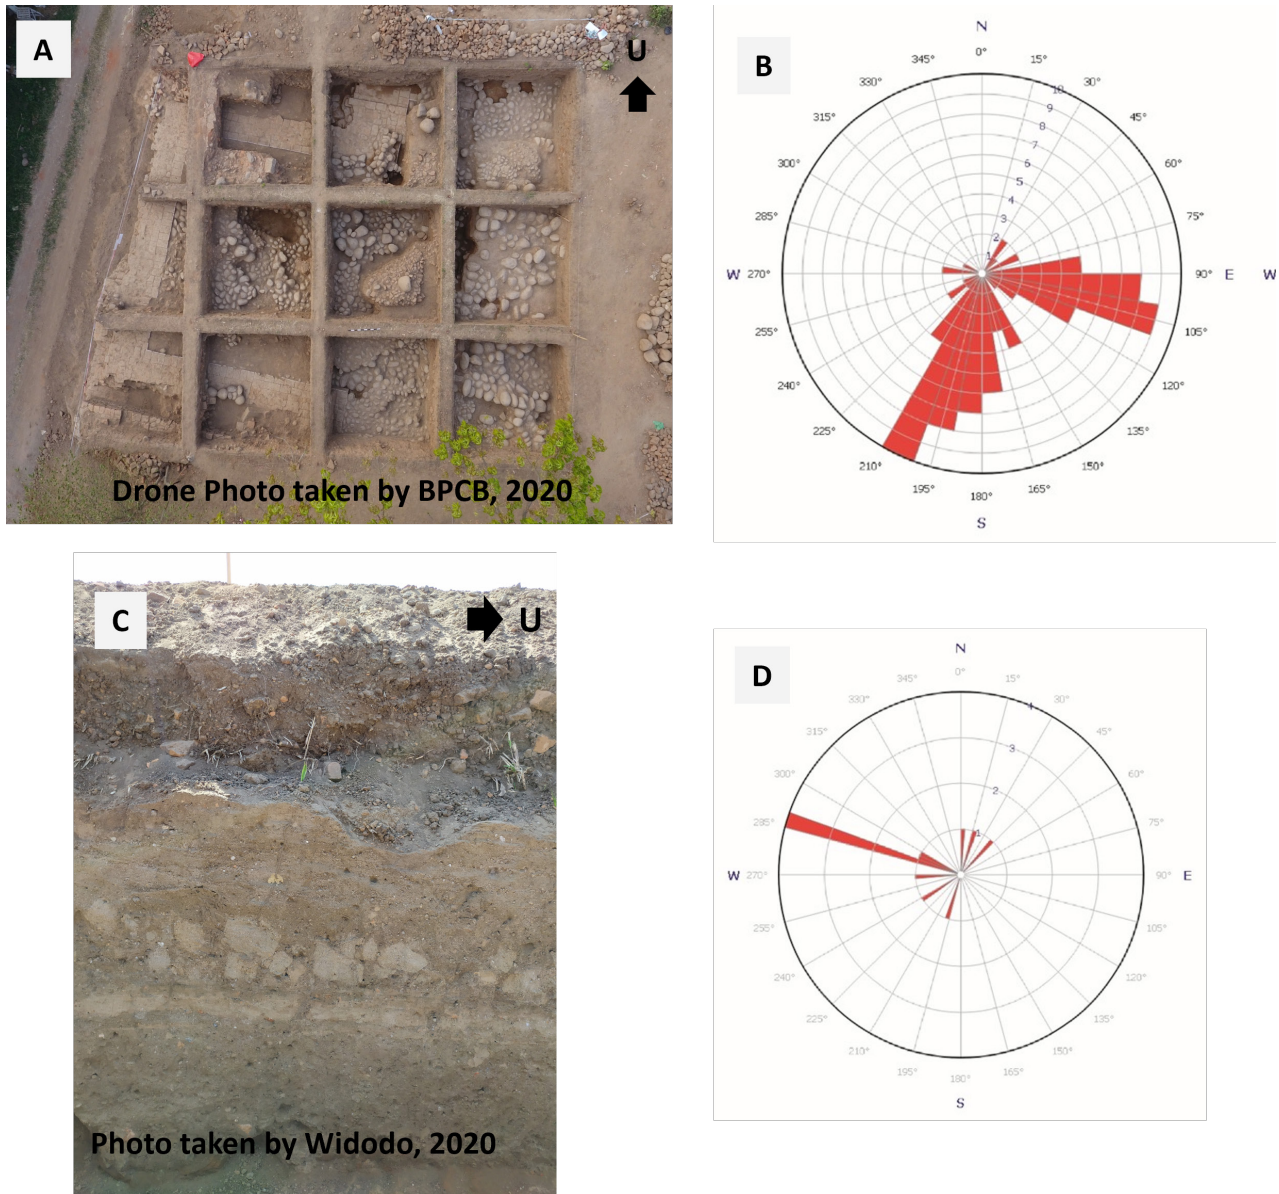 A
U
Drone Photo taken by BPCB, 2020
B
N
0°
345° 15°
330° 30°
315° 45°
300° 60°
285° 75°
W 270° 90° E W
255° 105°
240° 120°
225° 135°
210° 150°
195° 165°
180°
S
10
9
8
7
6
5
4
3
2
1
C
U
Photo taken by Widodo, 2020
D
N
0°
345° 15°
330° 30°
315° 45°
300° 60°
285° 75°
W 270° 90° E
255° 105°
240° 120°
225° 135°
210° 150°
195° 165°
180°
S
4
3
2
1